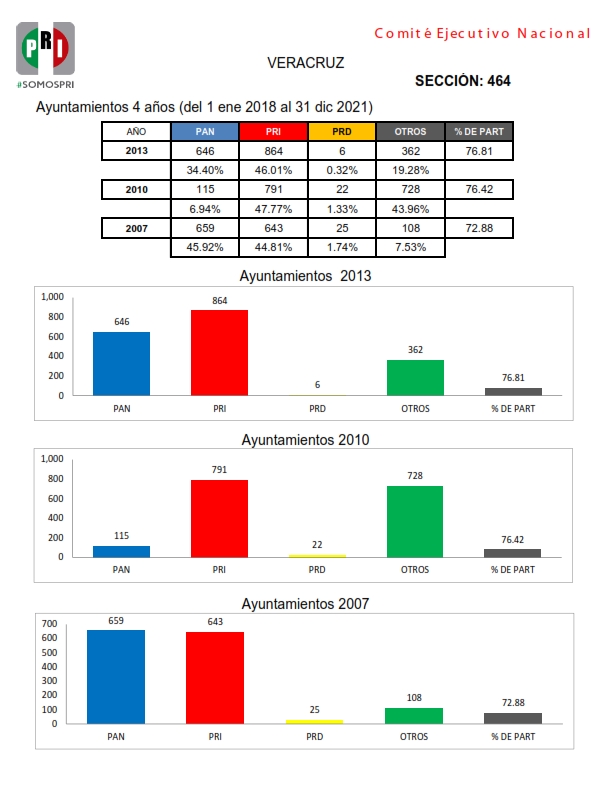 Comité Ejecutivo Nacional
PRI
#SOMOSPRI
VERACRUZ
SECCIÓN: 464
Ayuntamientos 4 años (del 1 ene 2018 al 31 dic 2021)
AÑO PAN PRI PRD OTROS % DE PART
2013 646 864 6 362 76.81
34.40% 46.01% 0.32% 19.28%
2010 115 791 22 728 76.42
6.94% 47.77% 1.33% 43.96%
2007 659 643 25 108 72.88
45.92% 44.81% 1.74% 7.53%
Ayuntamientos 2013
1,000
800
600
400
200
0
646 864 6 362 76.81
PAN PRI PRD OTROS % DE PART
Ayuntamientos 2010
1,000
800
600
400
200
0
115 791 22 728 76.42
PAN PRI PRD OTROS % DE PART
Ayuntamientos 2007
700
600
500
400
300
200
100
0
659 643 25 108 72.88
PAN PRI PRD OTROS % DE PART